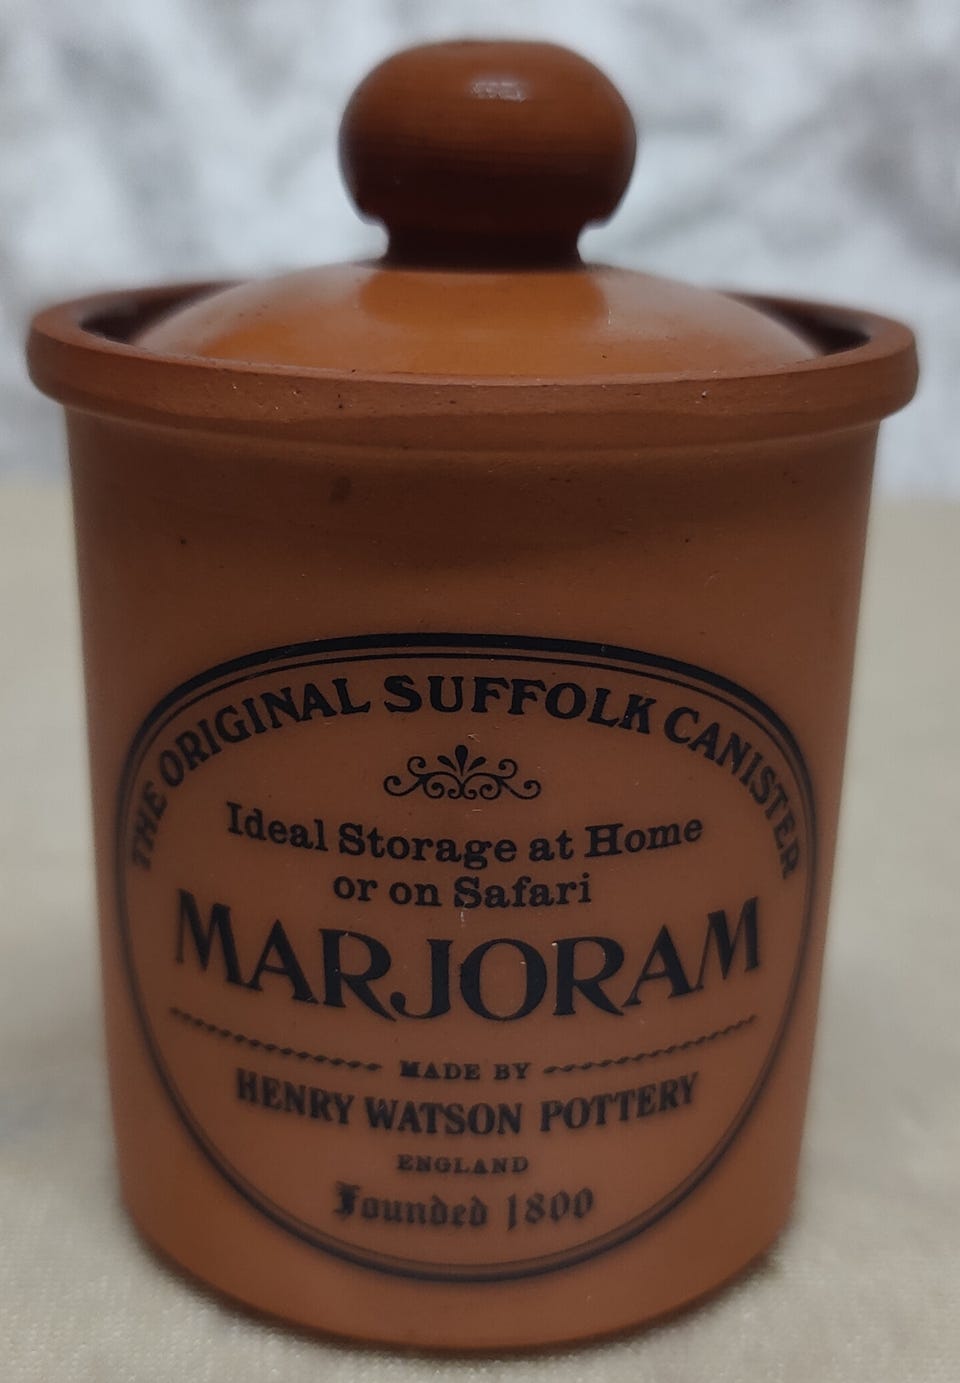 THE ORIGINAL SUFFOLK CANISTER
Ideal Storage at Home
or on Safari
MARJORAM
MADE BY
HENRY WATSON POTTERY
ENGLAND
Founded 1800